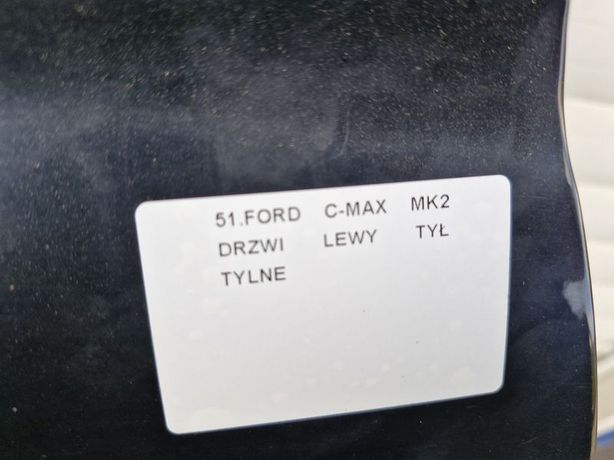 51.FORD C-MAX MK2
DRZWI LEWY TYŁ
TYLNE